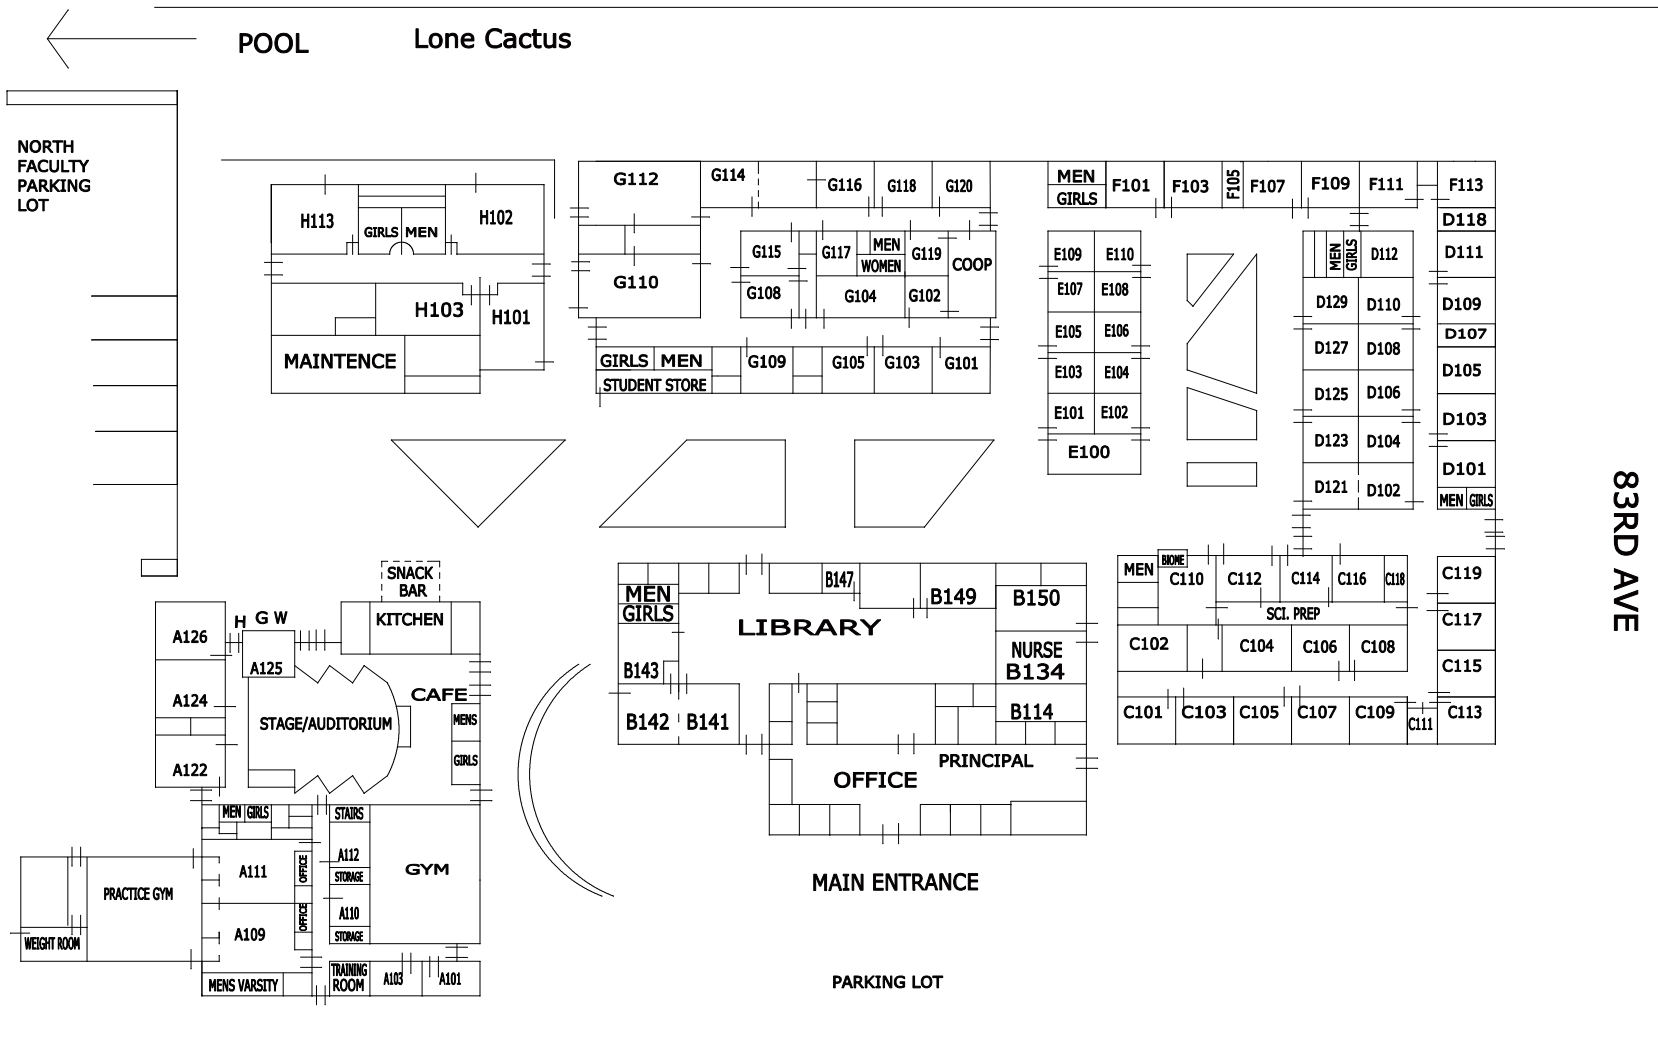 POOL
Lone Cactus
NORTH
FACULTY
PARKING
LOT
H113
GIRLS
MEN
H102
H103
H101
MAINTENCE
G112
G114
G116
G118
G120
G110
G115
G117
MEN
WOMEN
G119
COOP
G108
G104
G102
GIRLS
MEN
STUDENT STORE
G109
G105
G103
G101
MEN
GIRLS
F101
F103
F105
F107
F109
F111
F113
E109
E110
E107
E108
E105
E106
E103
E104
E101
E102
E100
MEN
GIRLS
D112
D129
D110
D127
D108
D125
D106
D123
D104
D121
D102
D118
D111
D109
D107
D105
D103
D101
MEN
GIRLS
83RD AVE
SNACK
BAR
KITCHEN
H
G W
A126
A125
A124
A122
STAGE/AUDITORIUM
CAFE
MENS
GIRLS
MEN
GIRLS
STAIRS
A112
STORAGE
A110
STORAGE
GYM
A111
OFFICE
A109
OFFICE
PRACTICE GYM
WEIGHT ROOM
MENS VARSITY
TRAINING
ROOM
A103
A101
MEN
GIRLS
B147
B149
B150
LIBRARY
NURSE
B134
B143
B142
B141
B114
PRINCIPAL
OFFICE
MAIN ENTRANCE
PARKING LOT
MEN
BIOME
C110
C112
C114
C116
C118
SCI. PREP
C102
C104
C106
C108
C101
C103
C105
C107
C109
C111
C113
C119
C117
C115